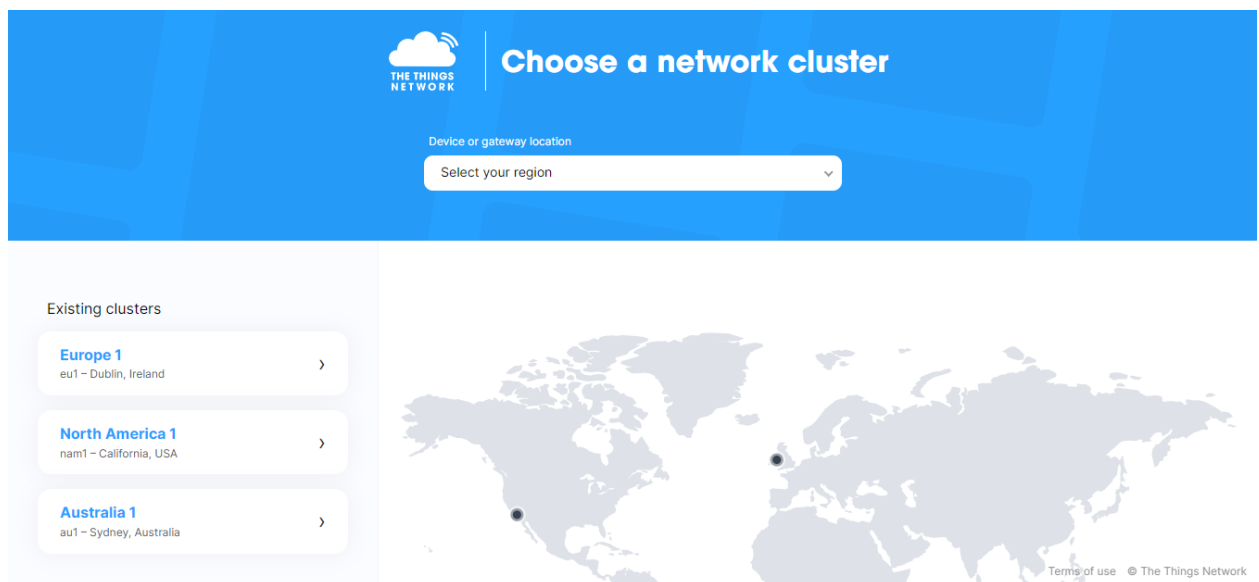 THE THINGS
NETWORK
Choose a network cluster
Device or gateway location
Select your region
Existing clusters
Europe 1
eu1 – Dublin, Ireland
North America 1
nam1 – California, USA
Australia 1
au1 – Sydney, Australia
Terms of use © The Things Network